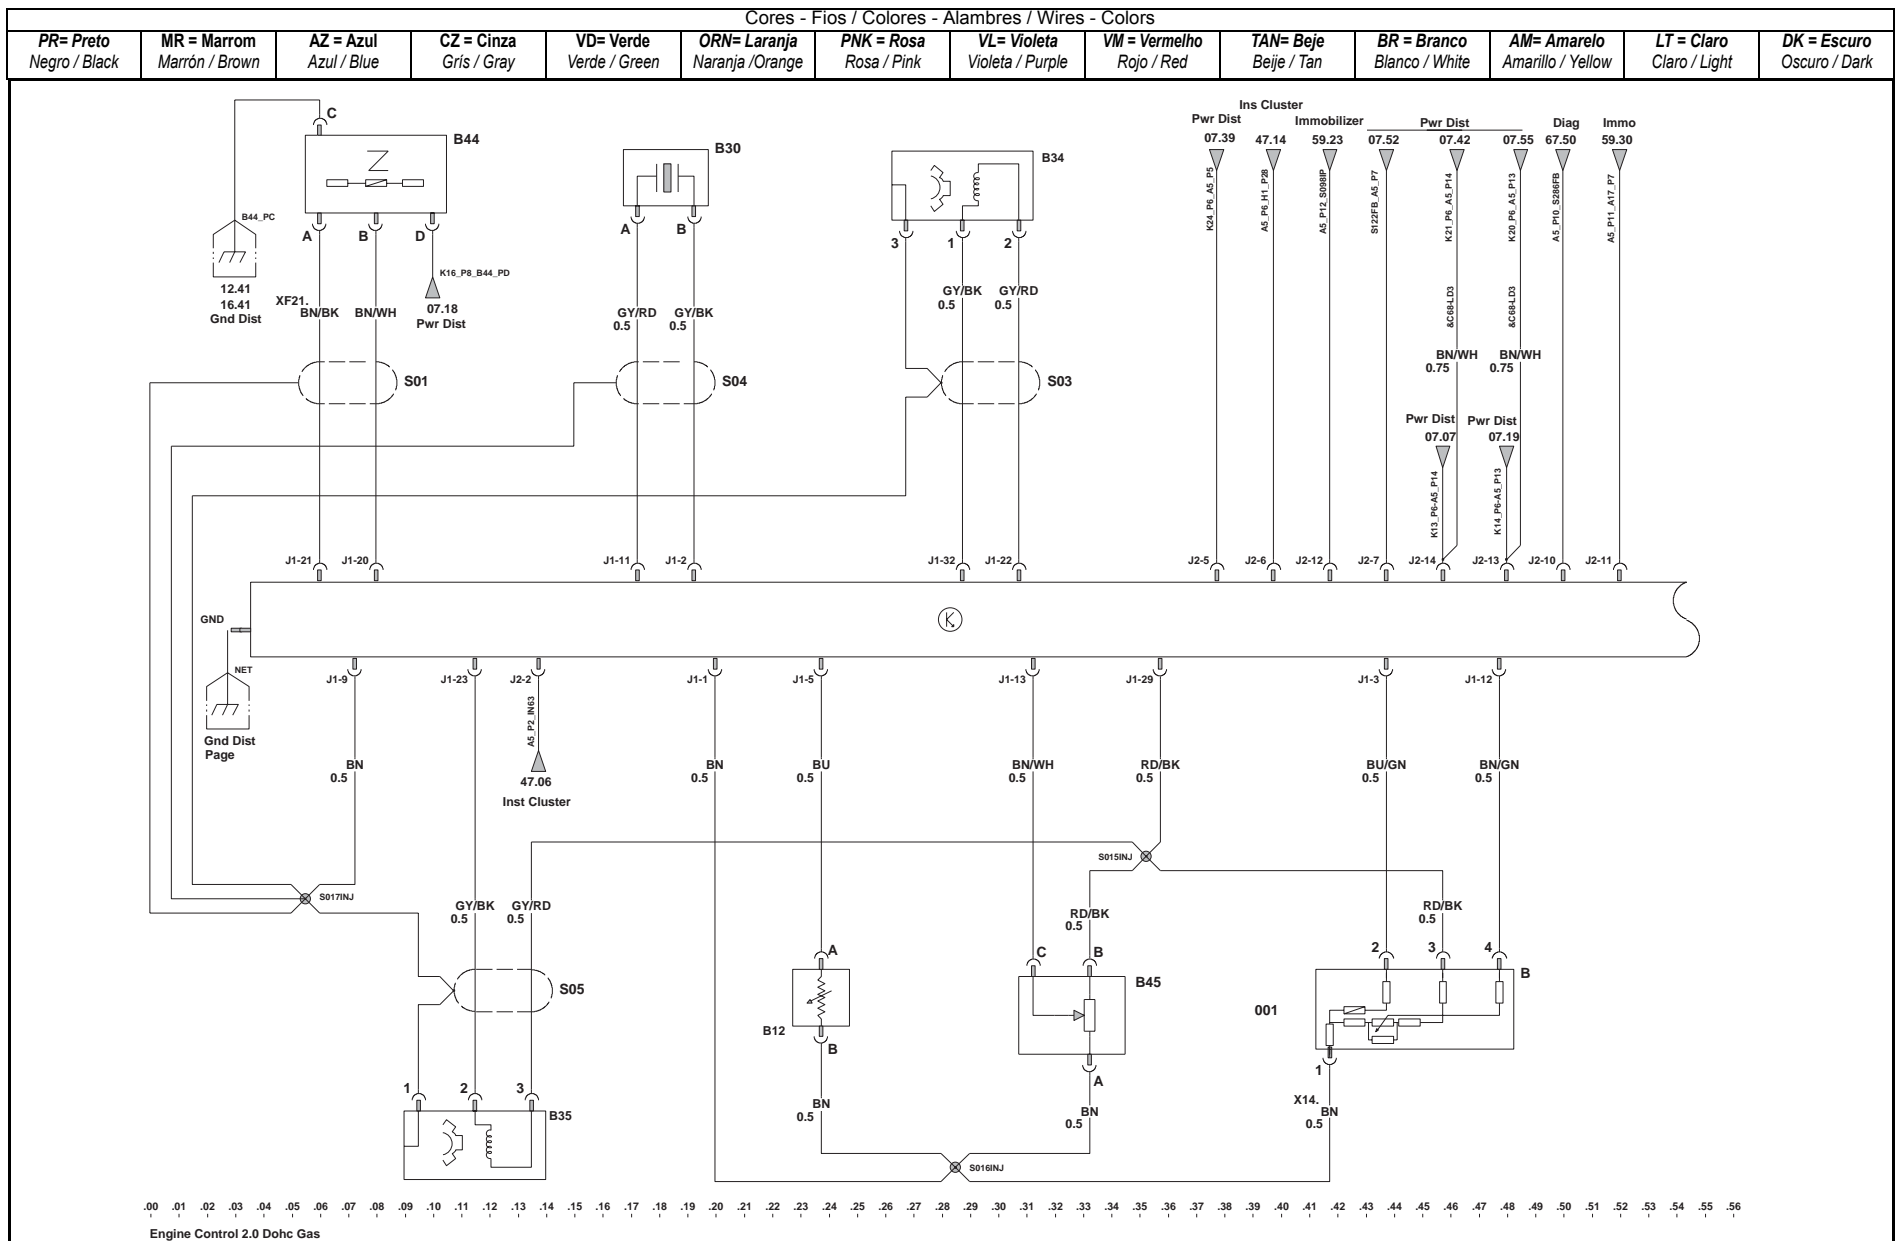 Cores - Fios / Colores - Alambres / Wires - Colors
PR= Preto MR = Marrom AZ = Azul CZ = Cinza VD= Verde ORN= Laranja PNK = Rosa VL= Violeta VM = Vermelho TAN= Beje BR = Branco AM= Amarelo LT = Claro DK = Escuro
Negro / Black Marrón / Brown Azul / Blue Grís / Gray Verde / Green Naranja /Orange Rosa / Pink Violeta / Purple Rojo / Red Beije / Tan Blanco / White Amarillo / Yellow Claro / Light Oscuro / Dark
C
B44
B44_PC
A B D
K16_P8_B44_PD
12.41
16.41
Gnd Dist
XF21.
BN/BK BN/WH
07.18
Pwr Dist
S01
B30
A B
GY/RD GY/BK
0.5 0.5
S04
B34
3 1 2
GY/BK GY/RD
0.5 0.5
S03
Ins Cluster
Pwr Dist Immobilizer Pwr Dist Diag Immo
07.39 47.14 59.23 07.52 07.42 07.55 67.50 59.30
K24_P6_A5_P5
A5_P6_H1_P28
A5_P12_S098IP
S122FB_A5_P7
K21_P6_A5_P14
K20_P6_A5_P13
A5_P10_S286FB
A5_P11_A17_P7
&C68-LD3 &C68-LD3
BN/WH BN/WH
0.75 0.75
Pwr Dist Pwr Dist
07.07 07.19
K13_P6-A5_P14
K14_P6-A5_P13
J1-21 J1-20 J1-11 J1-2 J1-32 J1-22 J2-5 J2-6 J2-12 J2-7 J2-14 J2-13 J2-10 J2-11
GND
K
NET
Gnd Dist
Page
J1-9 J1-23 J2-2 J1-1 J1-5 J1-13 J1-29 J1-3 J1-12
A5_P2_IN63
47.06
Inst Cluster
BN BN BU BN/WH RD/BK BU/GN BN/GN
0.5 0.5 0.5 0.5 0.5 0.5 0.5
S015INJ
S017INJ
GY/BK GY/RD
0.5 0.5
RD/BK
0.5
RD/BK
0.5
A
C B
2 3 4
S05
B45
B
001
B12
B
A
1
1 2 3
B35
BN
0.5
BN
0.5
X14.
BN
0.5
S016INJ
.00 .01 .02 .03 .04 .05 .06 .07 .08 .09 .10 .11 .12 .13 .14 .15 .16 .17 .18 .19 .20 .21 .22 .23 .24 .25 .26 .27 .28 .29 .30 .31 .32 .33 .34 .35 .36 .37 .38 .39 .40 .41 .42 .43 .44 .45 .46 .47 .48 .49 .50 .51 .52 .53 .54 .55 .56
Engine Control 2.0 Dohc Gas